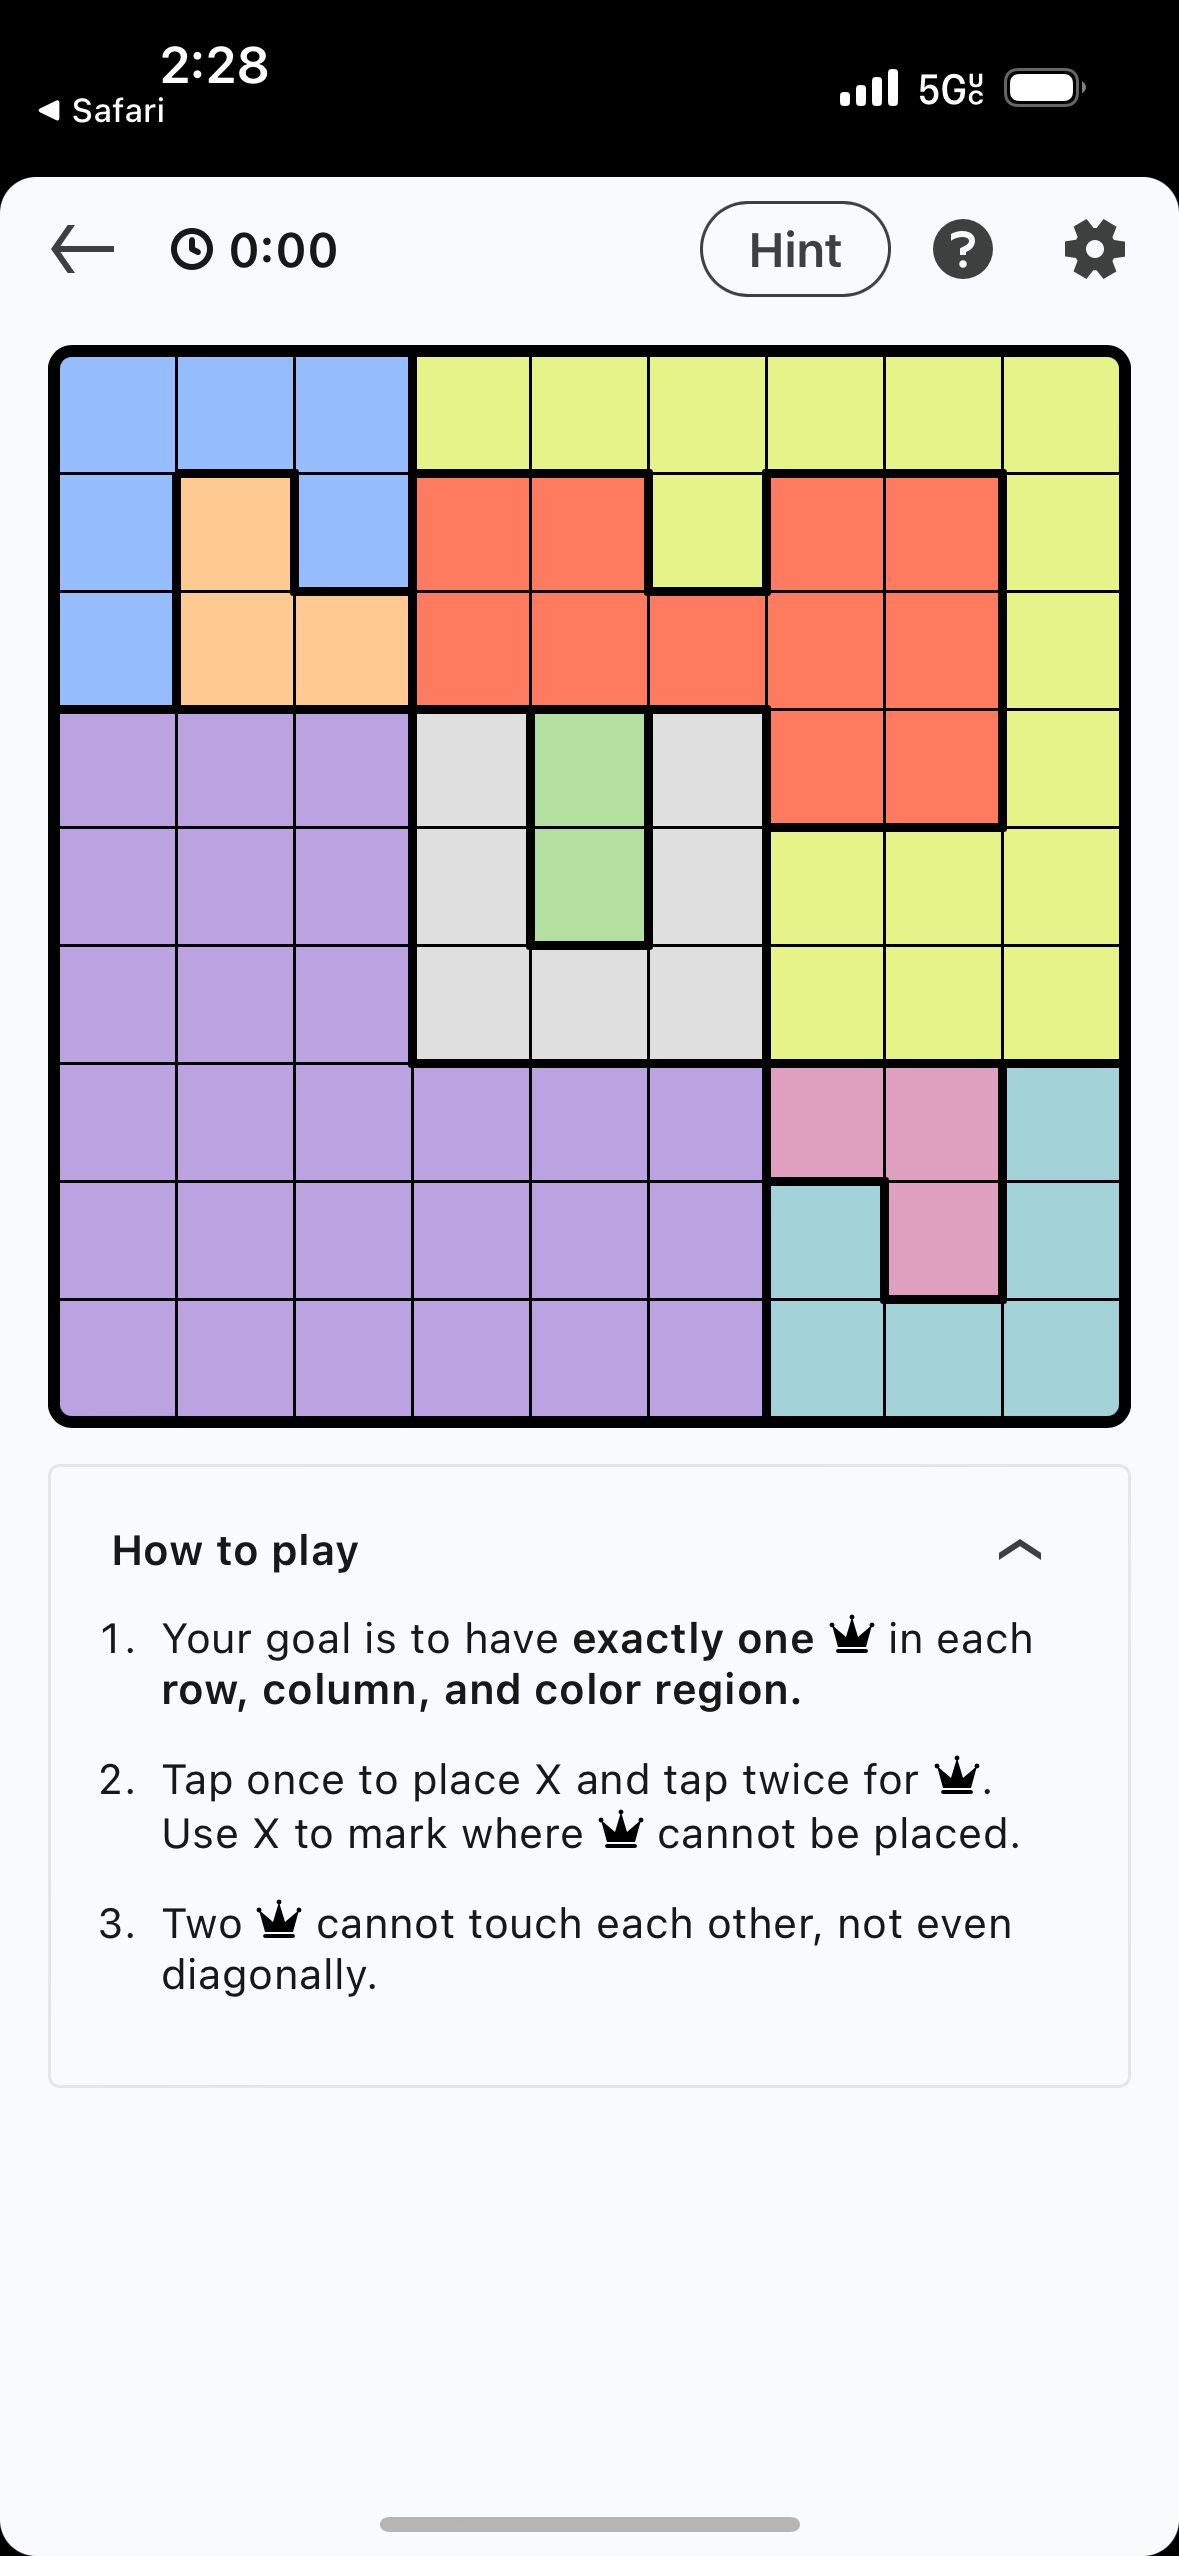 2:28
Safari
5G UC
0:00
Hint
?
How to play
1. Your goal is to have exactly one in each
row, column, and color region.
2. Tap once to place X and tap twice for .
Use X to mark where cannot be placed.
3. Two cannot touch each other, not even
diagonally.